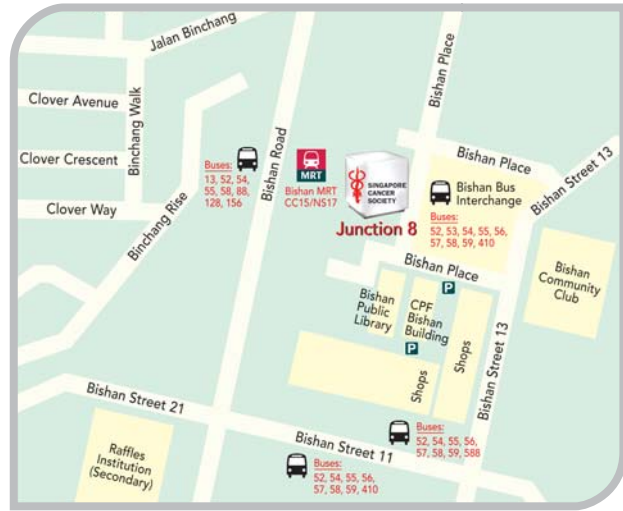 Jalan Binchang
Clover Avenue
Binchang Walk
Clover Crescent
Clover Way
Binchang Rise
Buses:
13, 52, 54,
55, 58, 88,
128, 156
Bishan Road
MRT
Bishan MRT
CC15/NS17
SINGAPORE
CANCER
SOCIETY
Junction 8
Bishan Place
Bishan Place
Bishan Street 13
Bishan Bus
Interchange
Buses:
52, 53, 54, 55, 56,
57, 58, 59, 410
Bishan Place
P
Bishan
Community
Club
Bishan
Public
Library
CPF
Bishan
Building
P
Shops
Shops
Bishan Street 13
Bishan Street 21
Bishan Street 11
Buses:
52, 54, 55, 56,
57, 58, 59, 588
Buses:
52, 54, 55, 56,
57, 58, 59, 410
Raffles
Institution
(Secondary)